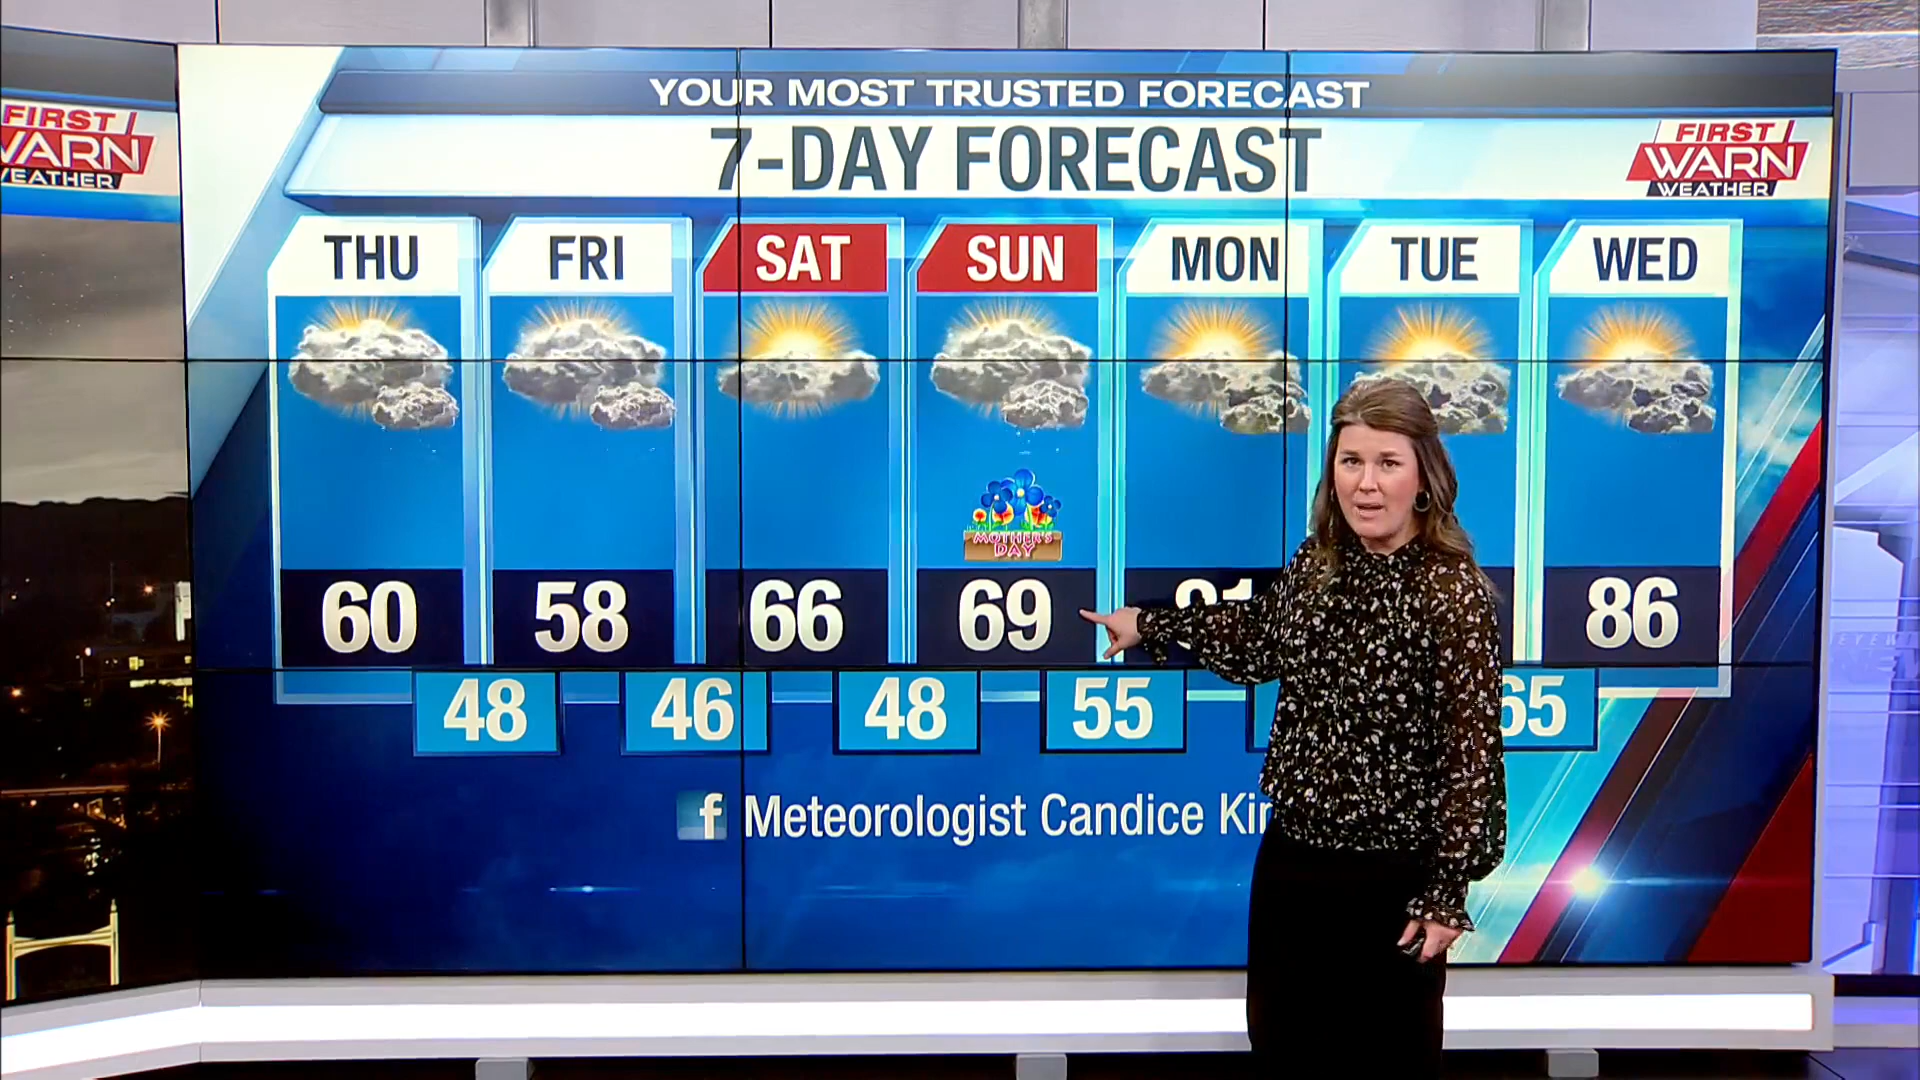 YOUR MOST TRUSTED FORECAST
7-DAY FORECAST
FIRST
WARN
WEATHER
FIRST
WARN
WEATHER
THU FRI SAT SUN MON TUE WED
MOTHER'S
DAY
60 58 66 69 86
48 46 48 55 65
f Meteorologist Candice